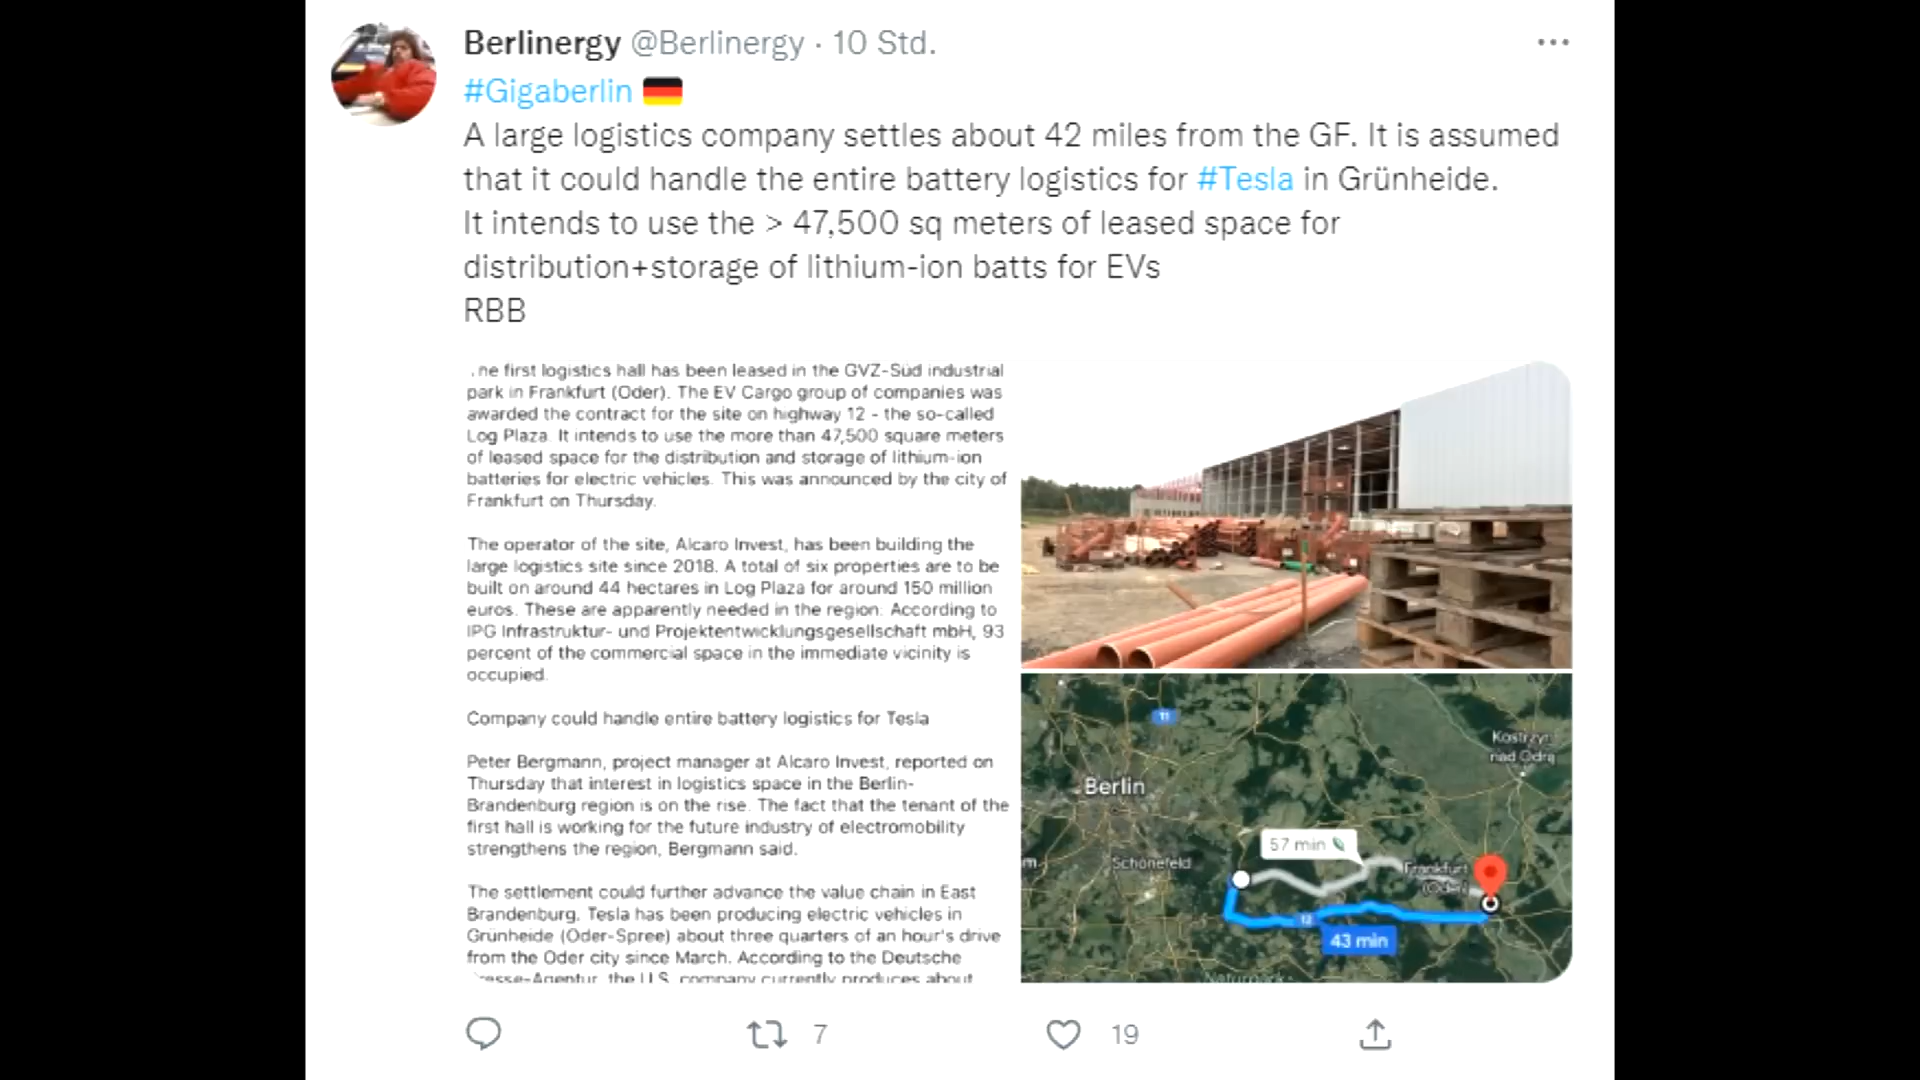 Berlinergy @Berlinergy · 10 Std.
#Gigaberlin
A large logistics company settles about 42 miles from the GF. It is assumed
that it could handle the entire battery logistics for #Tesla in Grünheide.
It intends to use the > 47,500 sq meters of leased space for
distribution+storage of lithium-ion batts for EVs
RBB
first logistics hall has been leased in the GVZ-Süd industrial
park in Frankfurt (Oder). The EV Cargo group of companies was
awarded the contract for the site on highway 12 - the so-called
Log Plaza. It intends to use the more than 47,500 square meters
of leased space for the distribution and storage of lithium-ion
batteries for electric vehicles. This was announced by the city of
Frankfurt on Thursday.
The operator of the site, Alcaro Invest, has been building the
large logistics site since 2018. A total of six properties are to be
built on around 44 hectares in Log Plaza for around 150 million
euros. These are apparently needed in the region: According to
IPG Infrastruktur- und Projektentwicklungsgesellschaft mbH, 93
percent of the commercial space in the immediate vicinity is
occupied.
Company could handle entire battery logistics for Tesla
Peter Bergmann, project manager at Alcaro Invest, reported on
Thursday that interest in logistics space in the Berlin-
Brandenburg region is on the rise. The fact that the tenant of the
first hall is working for the future industry of electromobility
strengthens the region, Bergmann said.
The settlement could further advance the value chain in East
Brandenburg. Tesla has been producing electric vehicles in
Grünheide (Oder-Spree) about three quarters of an hour's drive
from the Oder city since March. According to the Deutsche
the U.S. company currently produces about
11
Kostrzyn
nad Odrą
Berlin
57 min
Schönefeld
Frankfurt
(Oder)
12
43 min
7
19